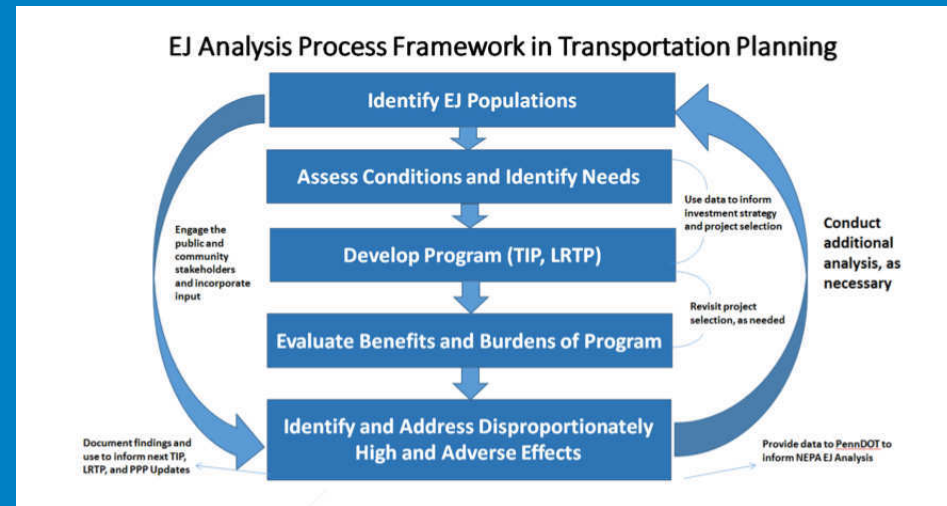 EJ Analysis Process Framework in Transportation Planning
Identify EJ Populations
Assess Conditions and Identify Needs
Use data to inform
investment strategy
and project selection
Engage the
public and
community
stakeholders
and incorporate
input
Develop Program (TIP, LRTP)
Conduct
additional
analysis, as
necessary
Revisit project
selection, as needed
Evaluate Benefits and Burdens of Program
Identify and Address Disproportionately
High and Adverse Effects
Document findings and
use to inform next TIP,
LRTP, and PPP Updates
Provide data to PennDOT to
inform NEPA EJ Analysis